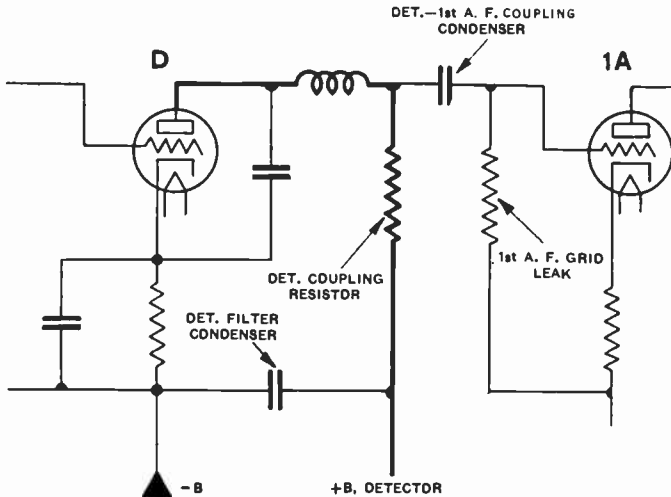 DET.–1st A. F. COUPLING
CONDENSER
D
1A
1st A. F. GRID
LEAK
DET. COUPLING
RESISTOR
DET. FILTER
CONDENSER
–B
+B, DETECTOR